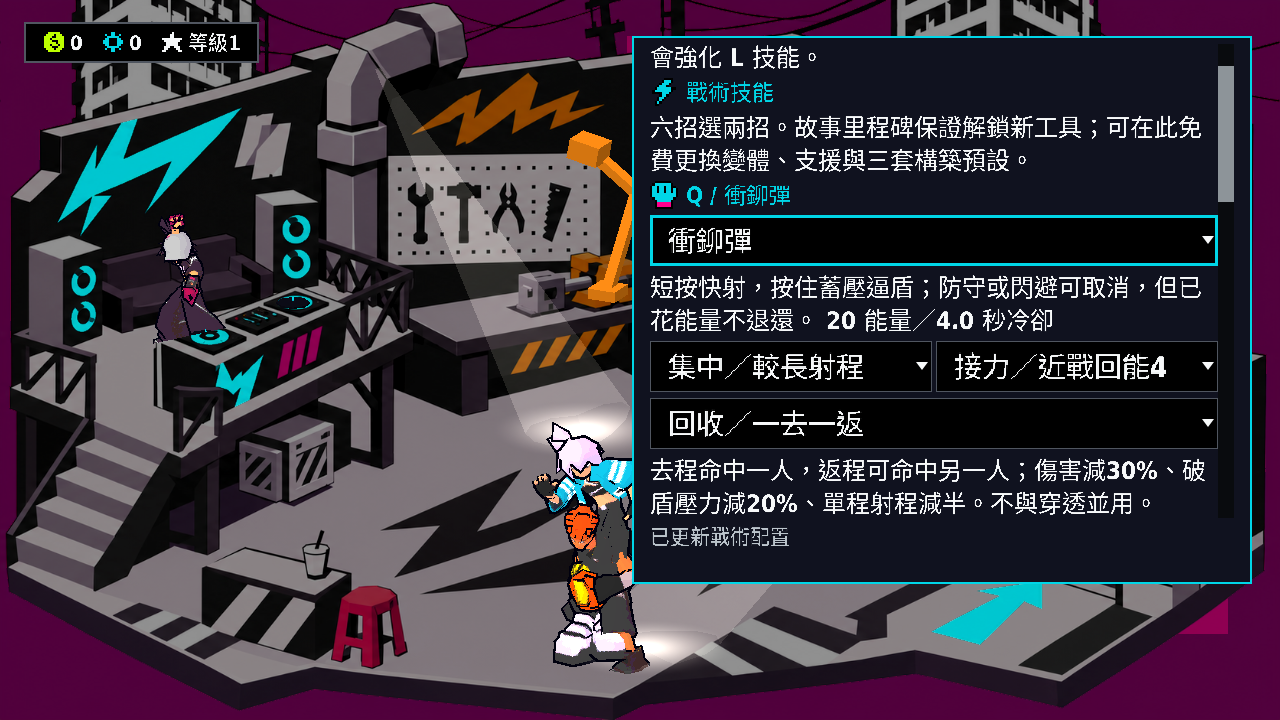 0 0 等級1
會強化 L 技能。
戰術技能
六招選兩招。故事里程碑保證解鎖新工具；可在此免
費更換變體、支援與三套構築預設。
Q / 衝鉚彈
衝鉚彈
短按快射，按住蓄壓逼盾；防守或閃避可取消，但已
花能量不退還。 20 能量／4.0 秒冷卻
集中／較長射程 接力／近戰回能4
回收／一去一返
去程命中一人，返程可命中另一人；傷害減30%、破
盾壓力減20%、單程射程減半。不與穿透並用。
已更新戰術配置